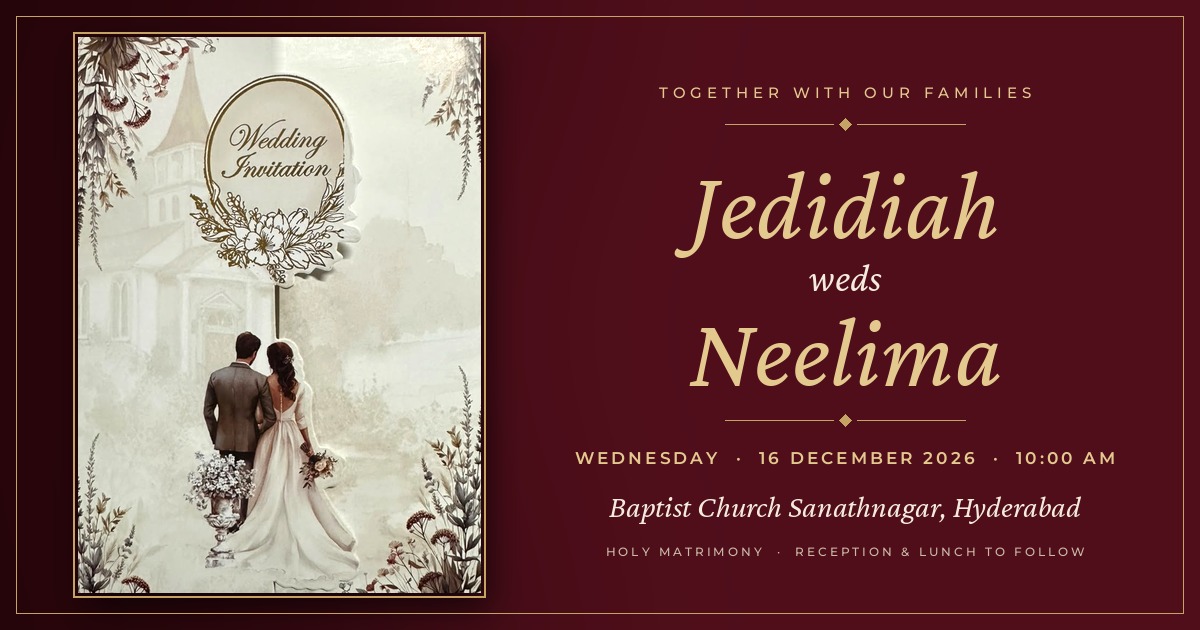 Wedding
Invitation
TOGETHER WITH OUR FAMILIES
Jedidiah
weds
Neelima
WEDNESDAY · 16 DECEMBER 2026 · 10:00 AM
Baptist Church Sanathnagar, Hyderabad
HOLY MATRIMONY · RECEPTION & LUNCH TO FOLLOW